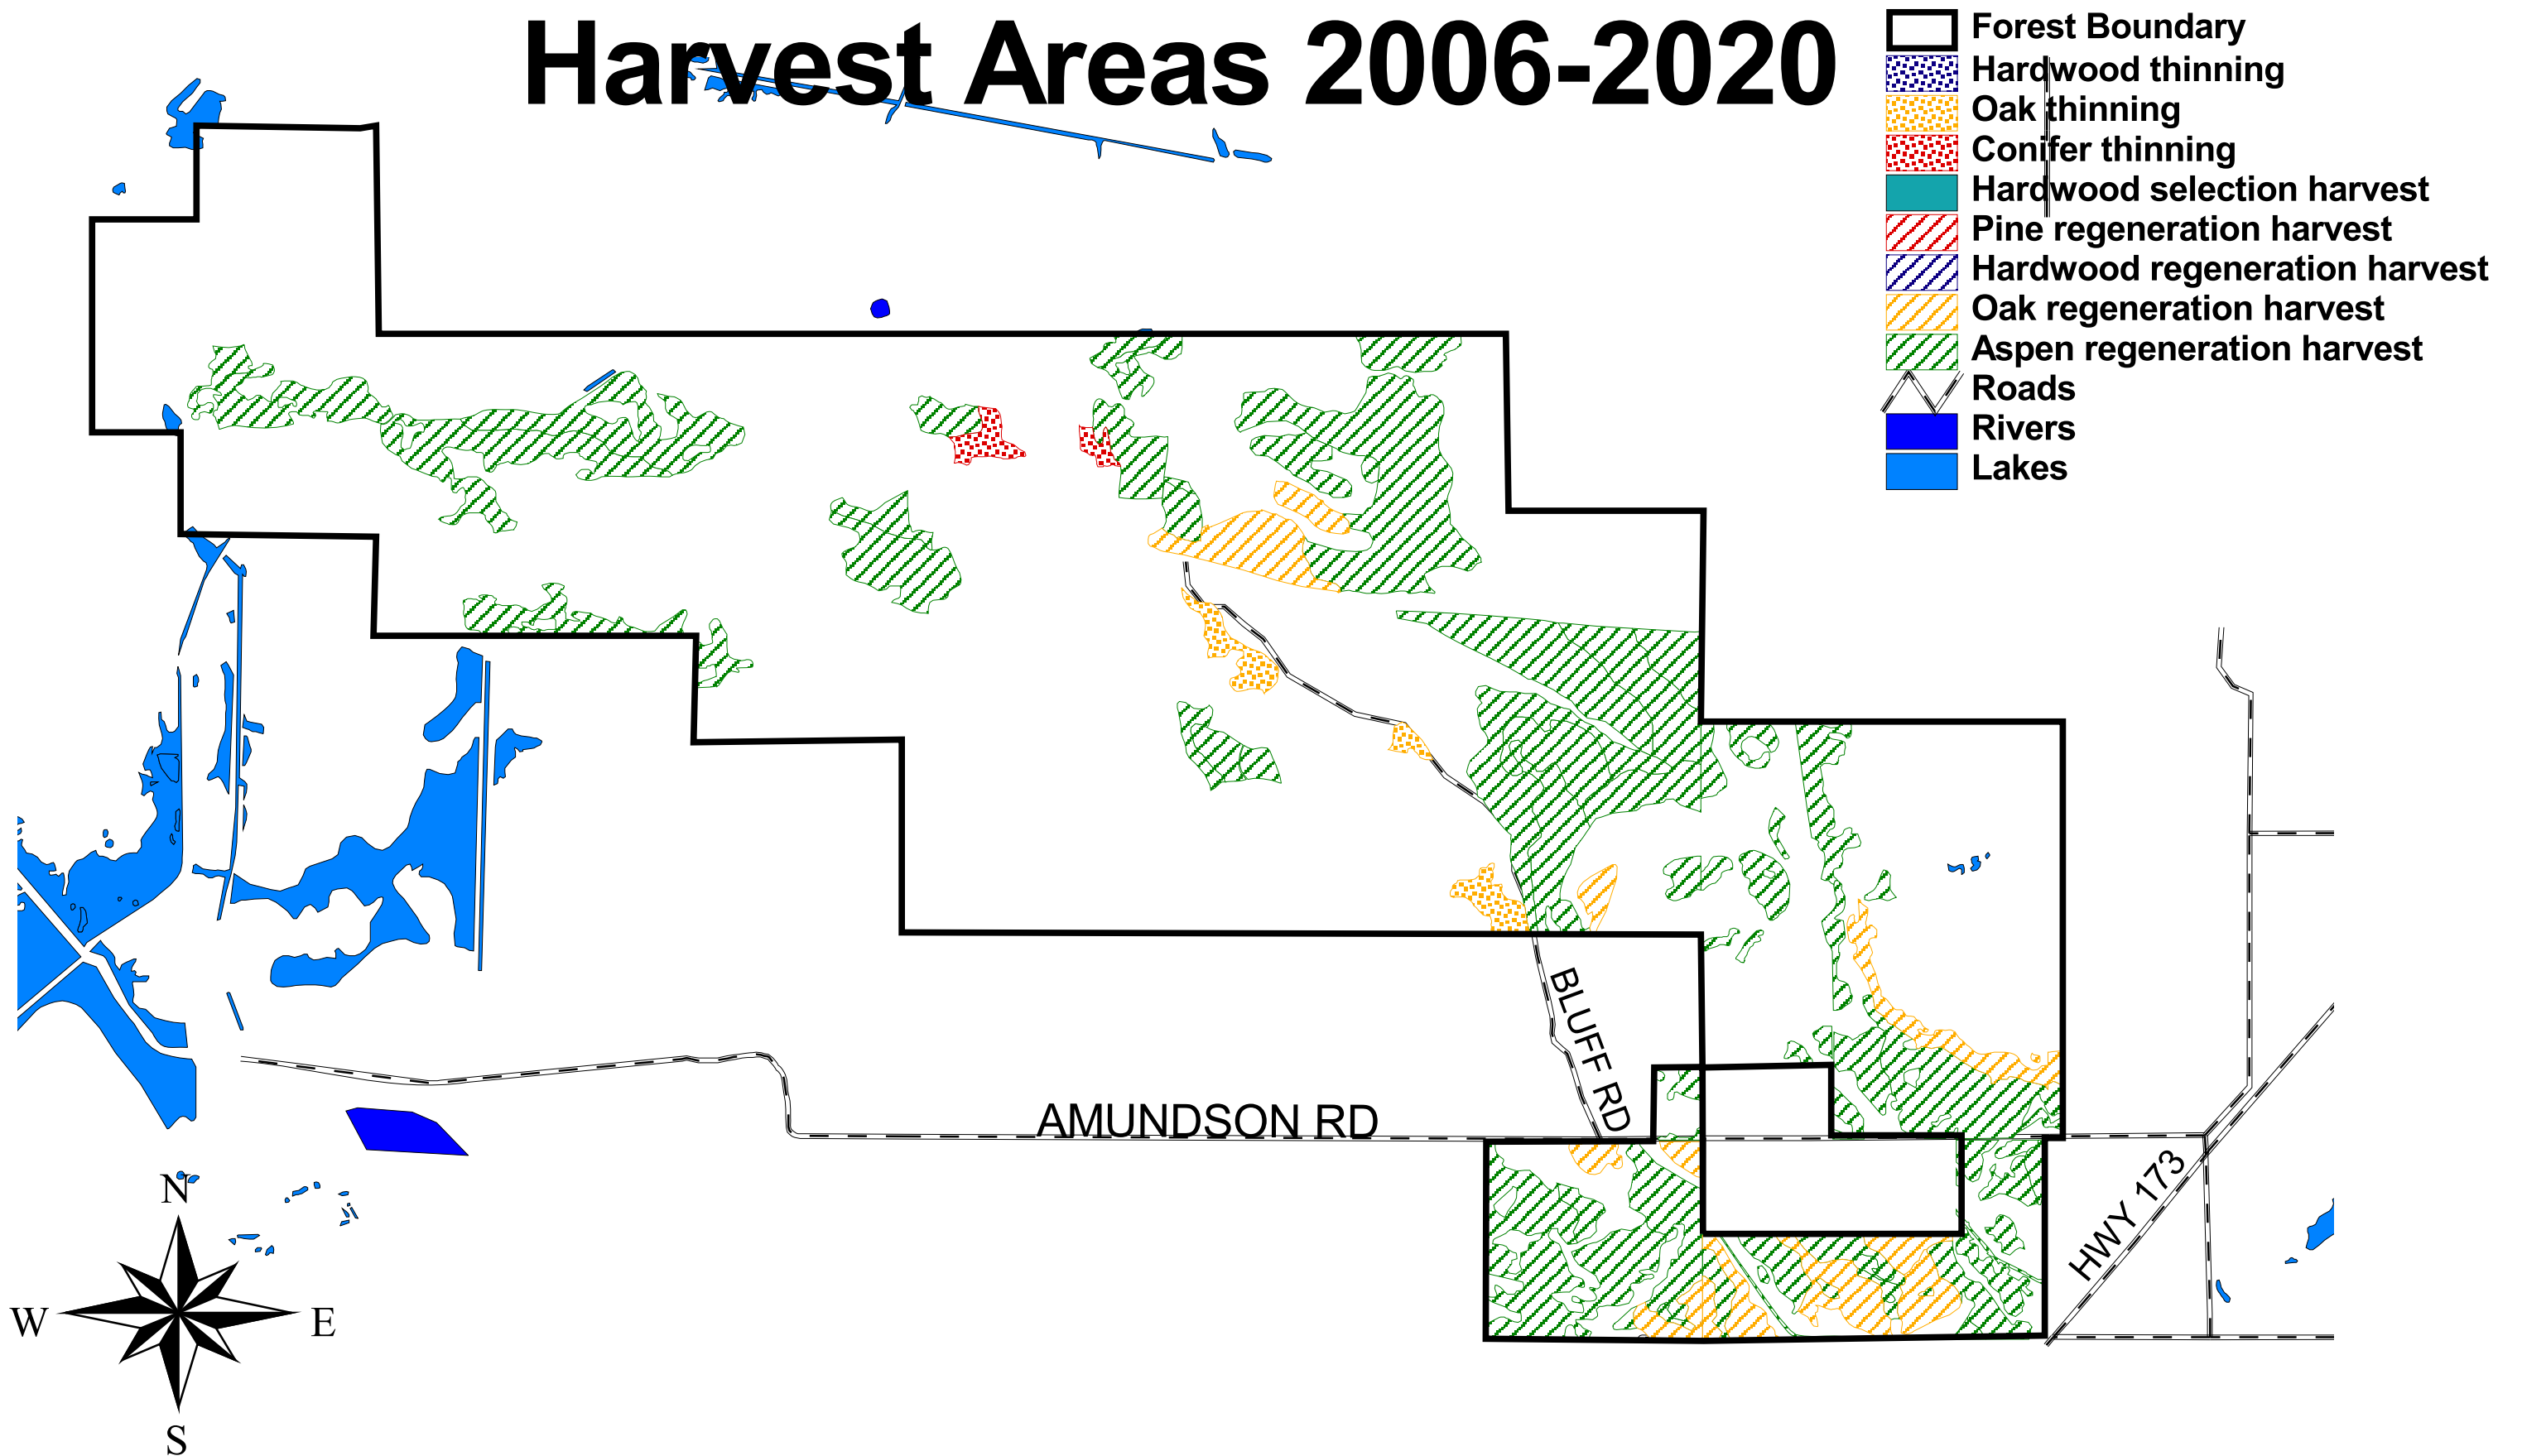 Harvest Areas 2006-2020
Forest Boundary
Hardwood thinning
Oak thinning
Conifer thinning
Hardwood selection harvest
Pine regeneration harvest
Hardwood regeneration harvest
Oak regeneration harvest
Aspen regeneration harvest
Roads
Rivers
Lakes
BLUFF RD
AMUNDSON RD
HWY 173
N
W
E
S